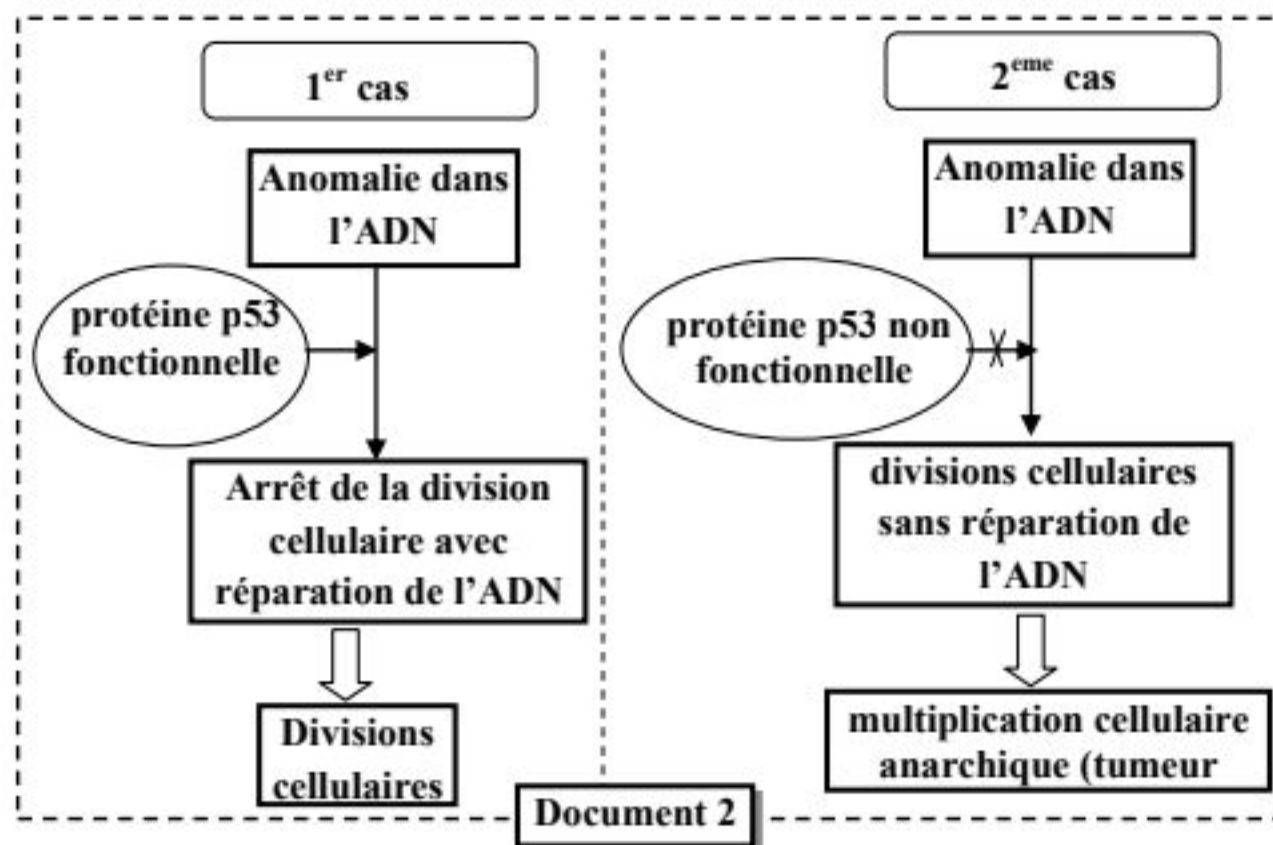 1er cas
Anomalie dans
l’ADN
protéine p53
fonctionnelle
Arrêt de la division
cellulaire avec
réparation de l’ADN
Divisions
cellulaires
2eme cas
Anomalie dans
l’ADN
protéine p53 non
fonctionnelle
divisions cellulaires
sans réparation de
l’ADN
multiplication cellulaire
anarchique (tumeur
Document 2